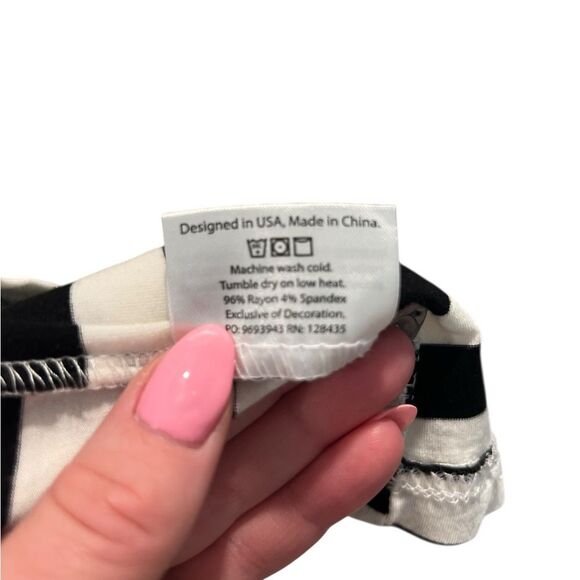 Designed in USA, Made in China.
Machine wash cold.
Tumble dry on low heat.
96% Rayon 4% Spandex
Exclusive of Decoration.
PO: 9693943 RN: 128435